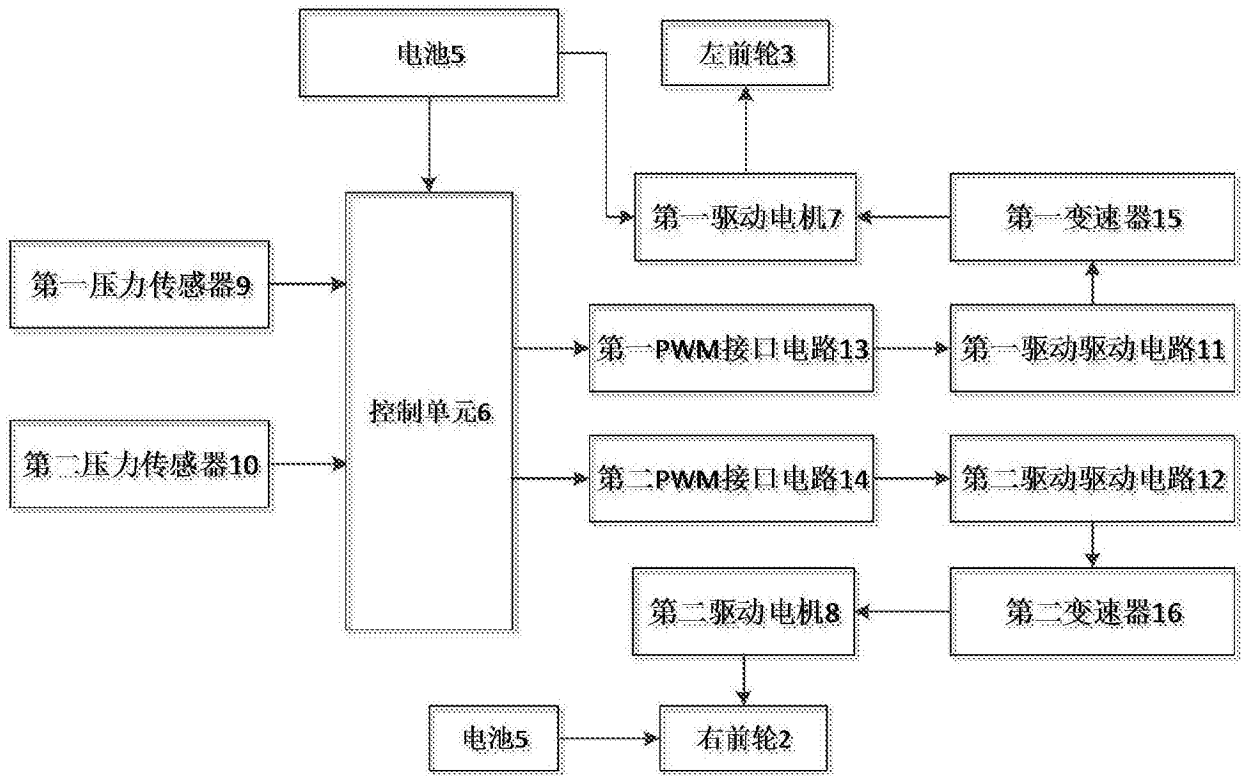 电池5
左前轮3
第一驱动电机7
第一变速器15
第一压力传感器9
第一PWM接口电路13
第一驱动驱动电路11
控制单元6
第二压力传感器10
第二PWM接口电路14
第二驱动驱动电路12
第二驱动电机8
第二变速器16
电池5
右前轮2